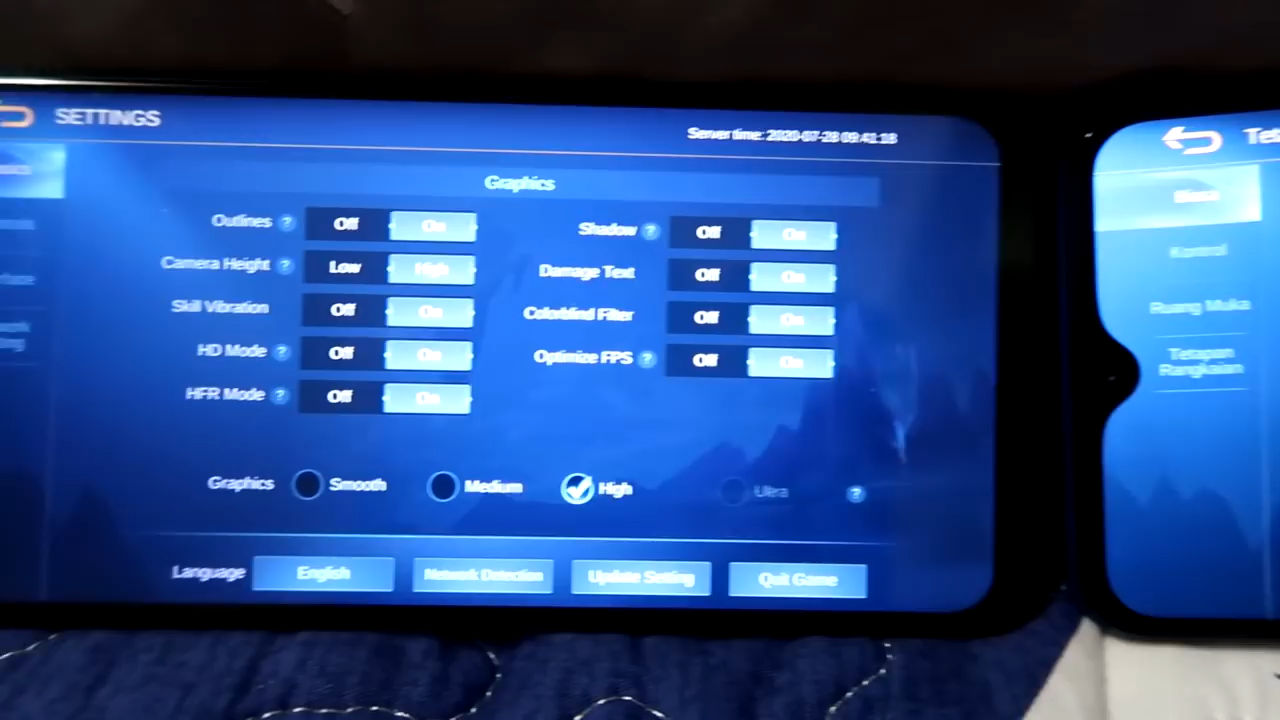 SETTINGS
Server time: 2020-07-28 09:41:18
Graphics
Outlines ? Off On
Shadow ? Off On
Camera Height ? Low High
Damage Text Off On
Skill Vibration Off On
Colorblind Filter Off On
HD Mode ? Off On
Optimize FPS ? Off On
HFR Mode ? Off On
Graphics Smooth Medium High Ultra ?
Language English Network Detection Update Setting Quit Game
Kontrol
Ruang Muka
Tetapan
Rangkaian